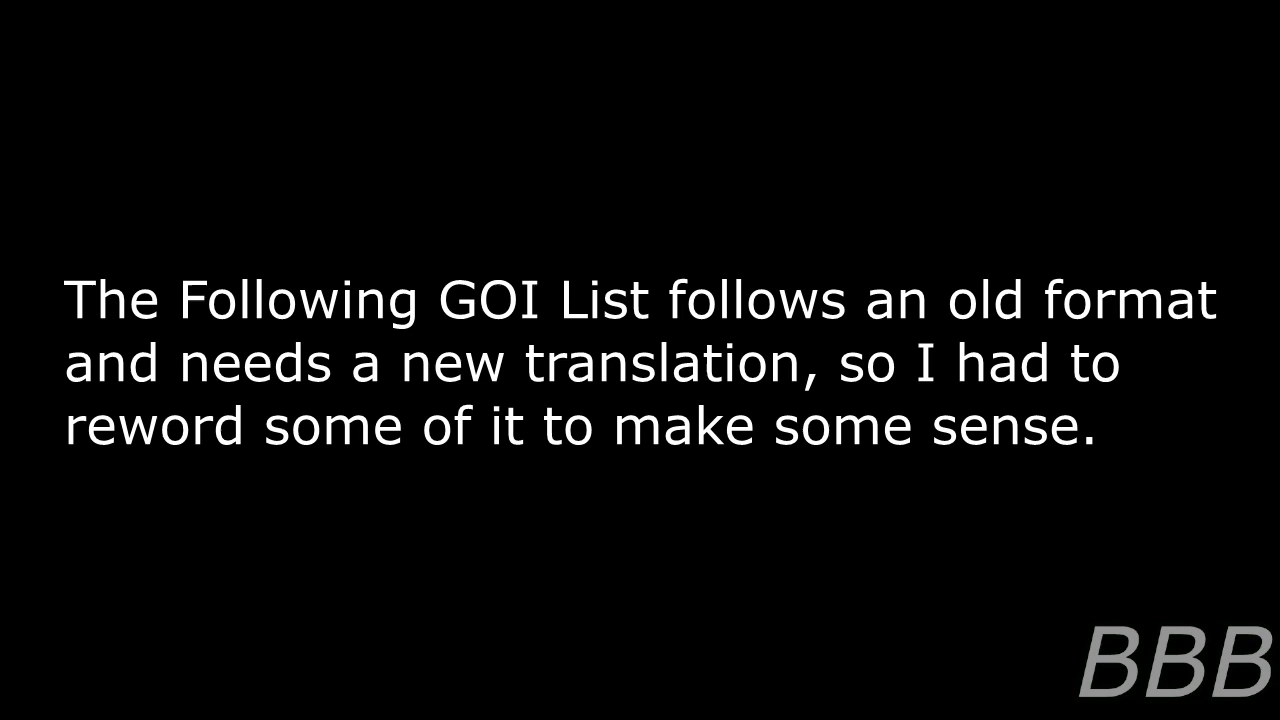 The Following GOI List follows an old format
and needs a new translation, so I had to
reword some of it to make some sense.
BBB